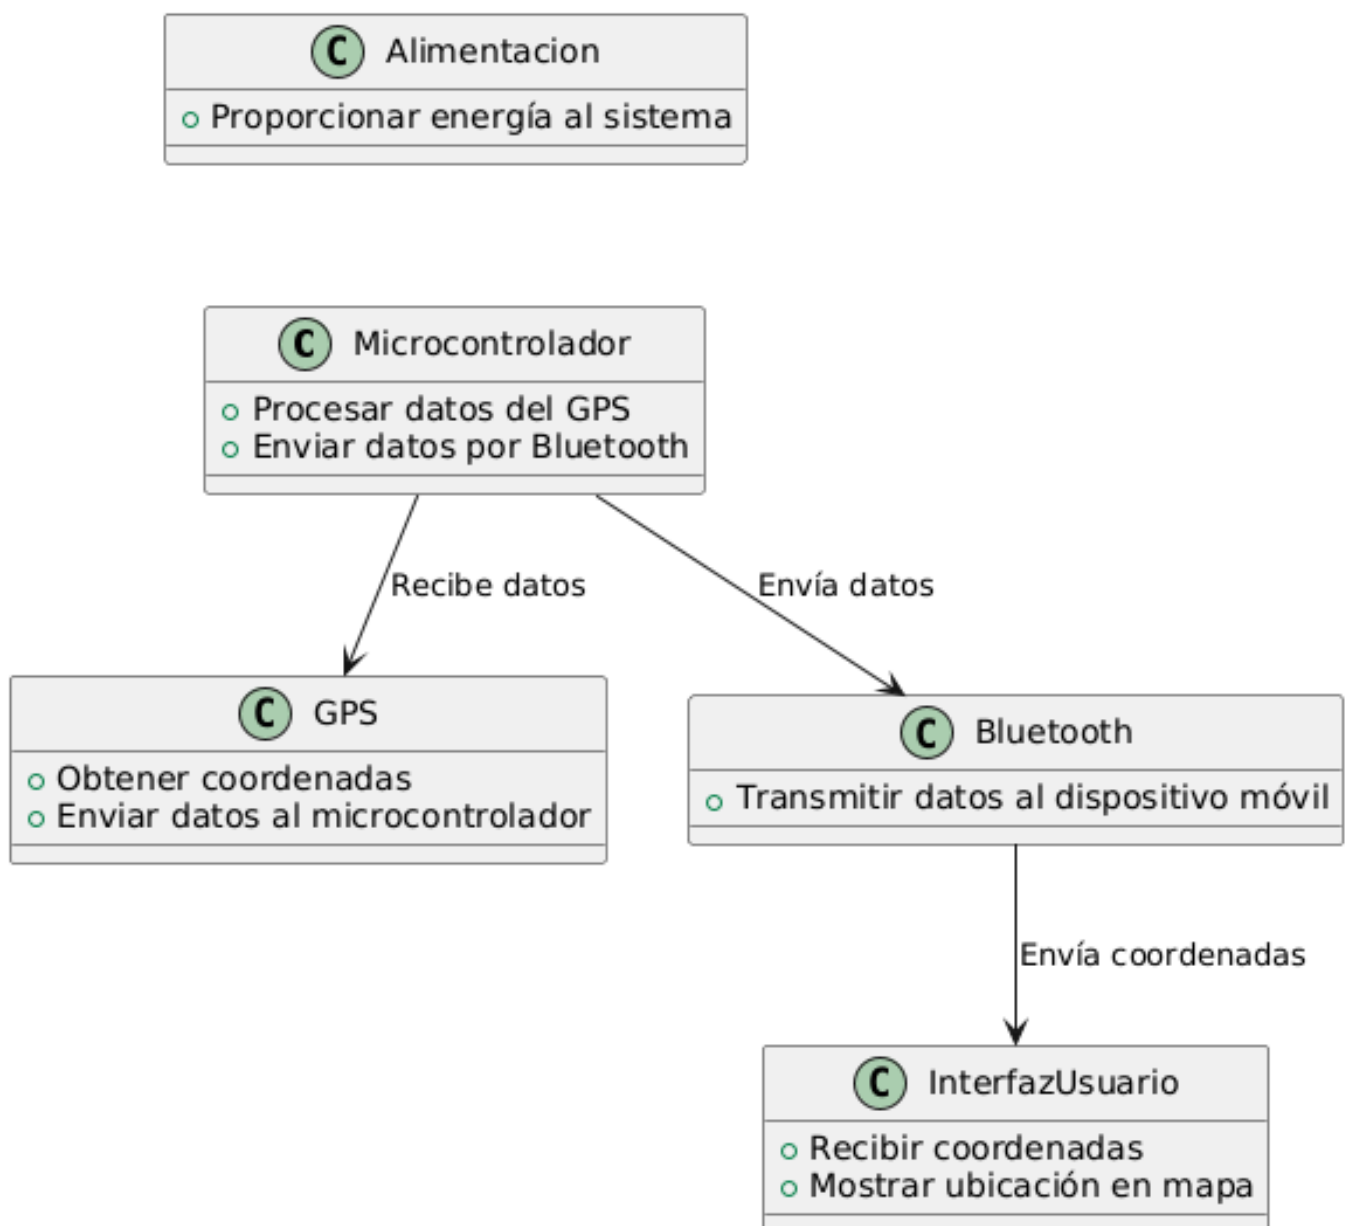 C Alimentacion
Proporcionar energía al sistema
C Microcontrolador
Procesar datos del GPS
Enviar datos por Bluetooth
Recibe datos
Envía datos
C GPS
Obtener coordenadas
Enviar datos al microcontrolador
C Bluetooth
Transmitir datos al dispositivo móvil
Envía coordenadas
C InterfazUsuario
Recibir coordenadas
Mostrar ubicación en mapa